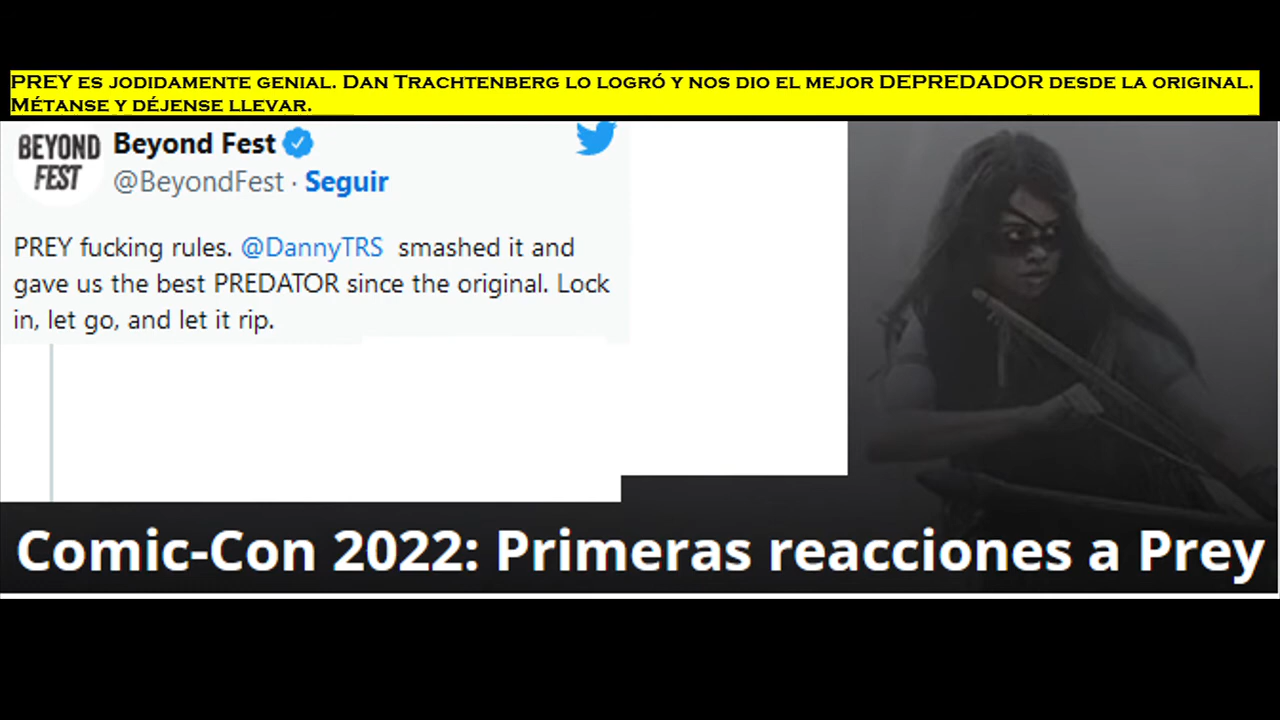 PREY ES JODIDAMENTE GENIAL. DAN TRACHTENBERG LO LOGRÓ Y NOS DIO EL MEJOR DEPREDADOR DESDE LA ORIGINAL.
MÉTANSE Y DÉJENSE LLEVAR.
BEYOND
FEST
Beyond Fest
@BeyondFest · Seguir
PREY fucking rules. @DannyTRS smashed it and
gave us the best PREDATOR since the original. Lock
in, let go, and let it rip.
Comic-Con 2022: Primeras reacciones a Prey